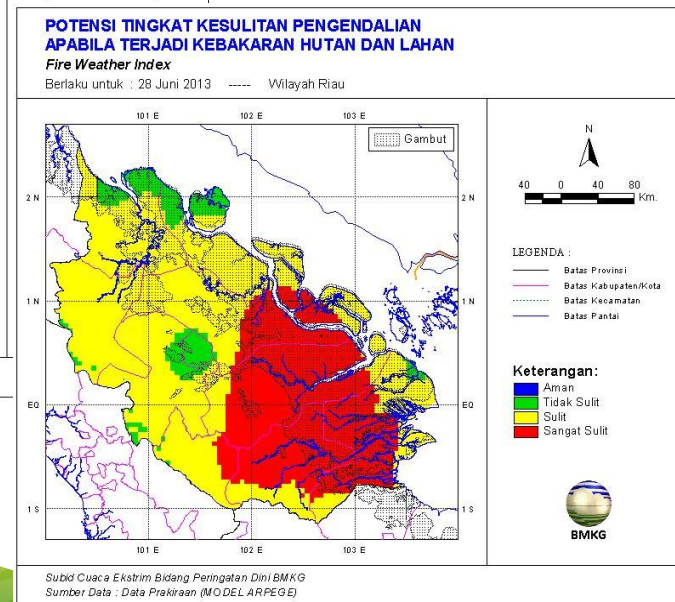 POTENSI TINGKAT KESULITAN PENGENDALIAN
APABILA TERJADI KEBAKARAN HUTAN DAN LAHAN
Fire Weather Index
Berlaku untuk : 28 Juni 2013 ----- Wilayah Riau
101 E 102 E 103 E
Gambut
2 N 2 N
1 N 1 N
EQ EQ
1 S 1 S
101 E 102 E 103 E
N
40 0 40 80
Km.
LEGENDA :
Batas Provinsi
Batas Kabupaten/Kota
Batas Kecamatan
Batas Pantai
Keterangan:
Aman
Tidak Sulit
Sulit
Sangat Sulit
BMKG
Subid Cuaca Ekstrim Bidang Peringatan Dini BMKG
Sumber Data : Data Prakiraan (MODEL ARPEGE)